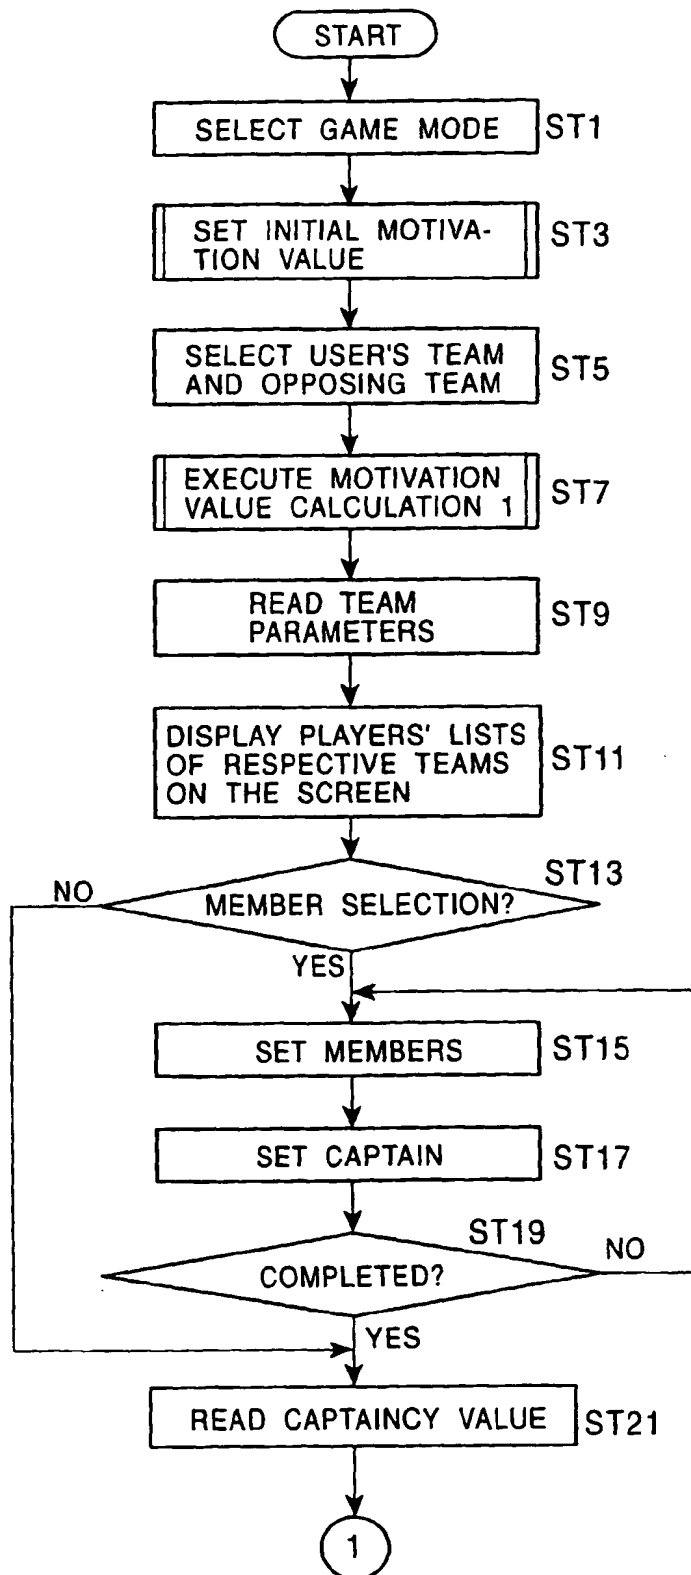 START
SELECT GAME MODE
ST1
SET INITIAL MOTIVA-
TION VALUE
ST3
SELECT USER'S TEAM
AND OPPOSING TEAM
ST5
EXECUTE MOTIVATION
VALUE CALCULATION 1
ST7
READ TEAM
PARAMETERS
ST9
DISPLAY PLAYERS' LISTS
OF RESPECTIVE TEAMS
ON THE SCREEN
ST11
ST13
NO
MEMBER SELECTION?
YES
SET MEMBERS
ST15
SET CAPTAIN
ST17
ST19
NO
COMPLETED?
YES
READ CAPTAINCY VALUE
ST21
1